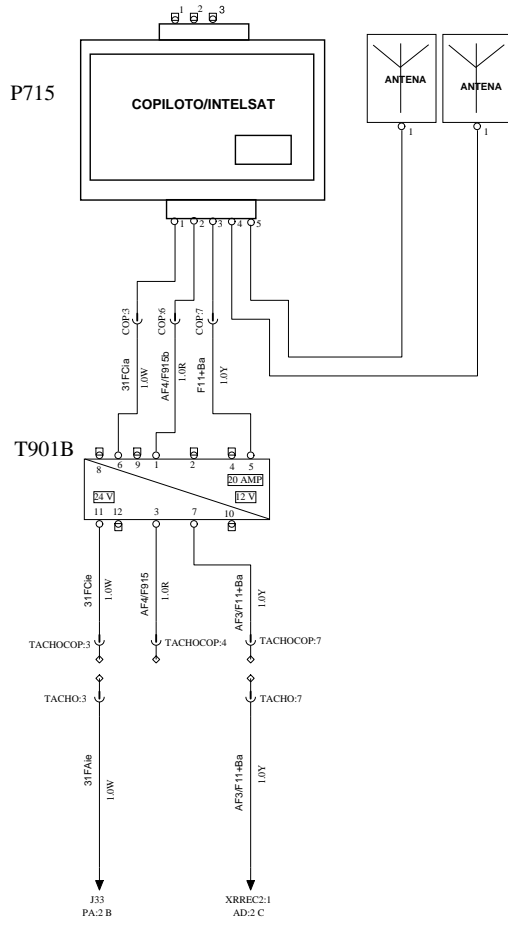 1 2 3
P715
COPILOTO/INTELSAT
ANTENA
ANTENA
1
1
1 2 3 4 5
COP:3
COP:6
COP:7
31FCia
1.0W
AF4/F915b
1.0R
F11+Ba
1.0Y
T901B
8 6 9 1 2 4 5
20 AMP
24 V
12 V
11 12 3 7 10
31FCie
1.0W
AF4/F915
1.0R
AF3/F11+Ba
1.0Y
TACHOCOP:3
TACHOCOP:4
TACHOCOP:7
TACHO:3
TACHO:7
31FAie
1.0W
AF3/F11+Ba
1.0Y
J33
PA:2 B
XRREC2:1
AD:2 C